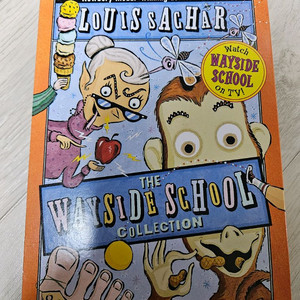 LOUIS SACHAR
Watch
WAYSIDE
SCHOOL
ON TV!
THE
WAYSIDE SCHOOL
COLLECTION